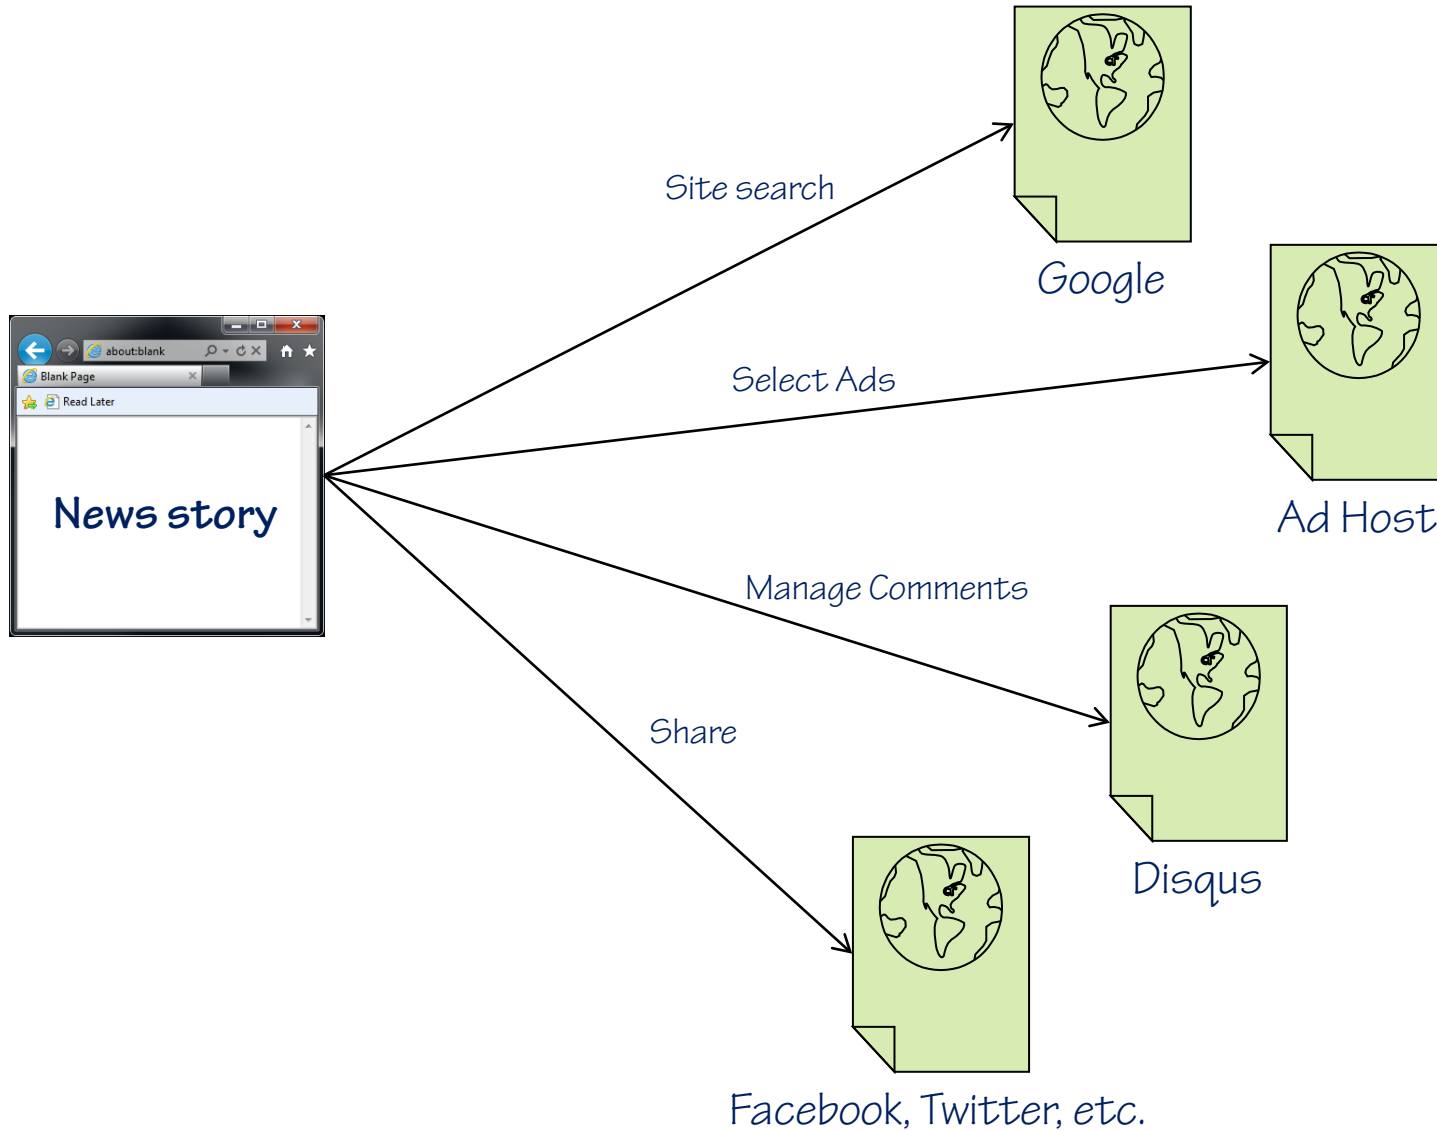 Site search
Google
about:blank
Blank Page
Read Later
News story
Select Ads
Ad Host
Manage Comments
Disqus
Share
Facebook, Twitter, etc.